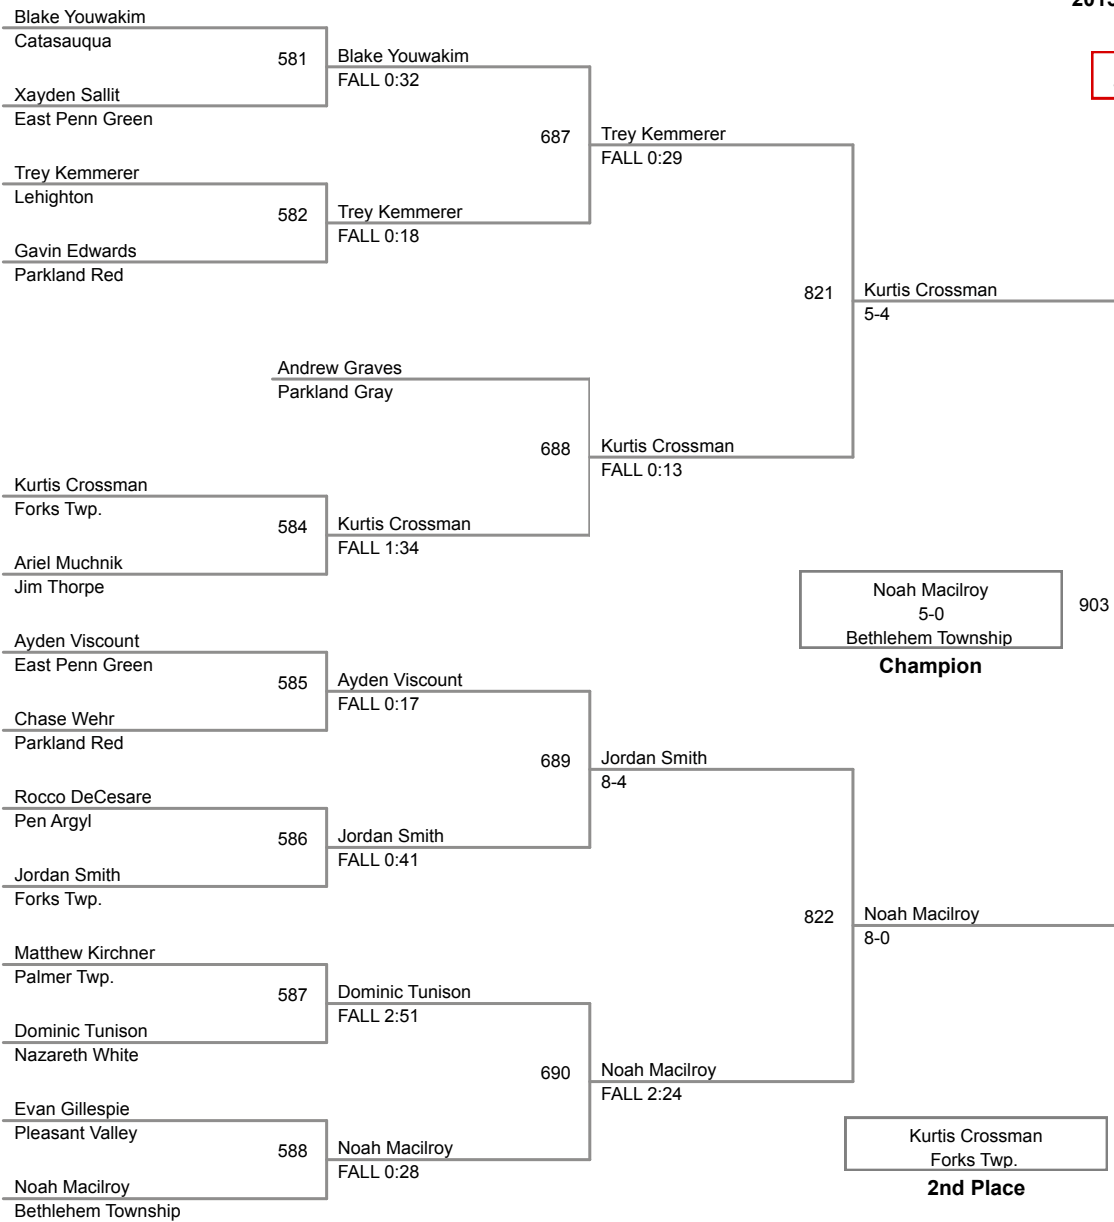 2015
Blake Youwakim
Catasauqua
581
Blake Youwakim
FALL 0:32
Xayden Sallit
East Penn Green
687
Trey Kemmerer
FALL 0:29
Trey Kemmerer
Lehighton
582
Trey Kemmerer
FALL 0:18
Gavin Edwards
Parkland Red
821
Kurtis Crossman
5-4
Andrew Graves
Parkland Gray
688
Kurtis Crossman
FALL 0:13
Kurtis Crossman
Forks Twp.
584
Kurtis Crossman
FALL 1:34
Ariel Muchnik
Jim Thorpe
Noah Macilroy
5-0
Bethlehem Township
903
Champion
Ayden Viscount
East Penn Green
585
Ayden Viscount
FALL 0:17
Chase Wehr
Parkland Red
689
Jordan Smith
8-4
Rocco DeCesare
Pen Argyl
586
Jordan Smith
FALL 0:41
Jordan Smith
Forks Twp.
822
Noah Macilroy
8-0
Matthew Kirchner
Palmer Twp.
587
Dominic Tunison
FALL 2:51
Dominic Tunison
Nazareth White
690
Noah Macilroy
FALL 2:24
Evan Gillespie
Pleasant Valley
588
Noah Macilroy
FALL 0:28
Noah Macilroy
Bethlehem Township
Kurtis Crossman
Forks Twp.
2nd Place